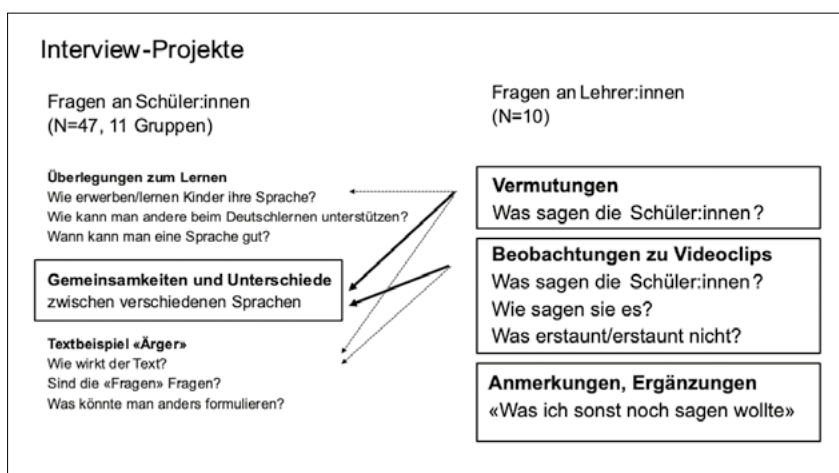 Interview-Projekte
Fragen an Schüler:innen
(N=47, 11 Gruppen)
Überlegungen zum Lernen
Wie erwerben/lernen Kinder ihre Sprache?
Wie kann man andere beim Deutschlernen unterstützen?
Wann kann man eine Sprache gut?
Gemeinsamkeiten und Unterschiede
zwischen verschiedenen Sprachen
Textbeispiel «Ärger»
Wie wirkt der Text?
Sind die «Fragen» Fragen?
Was könnte man anders formulieren?
Fragen an Lehrer:innen
(N=10)
Vermutungen
Was sagen die Schüler:innen?
Beobachtungen zu Videoclips
Was sagen die Schüler:innen?
Wie sagen sie es?
Was erstaunt/erstaunt nicht?
Anmerkungen, Ergänzungen
«Was ich sonst noch sagen wollte»